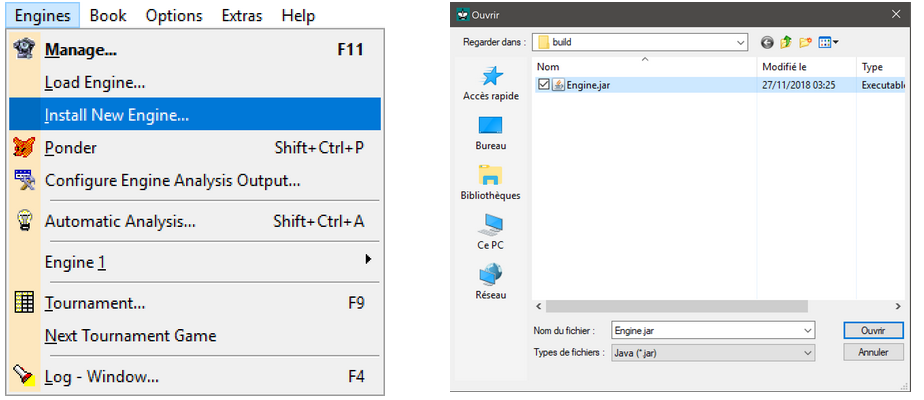 Engines Book Options Extras Help
Manage... F11
Load Engine...
Install New Engine...
Ponder Shift+Ctrl+P
Configure Engine Analysis Output...
Automatic Analysis... Shift+Ctrl+A
Engine 1
Tournament... F9
Next Tournament Game
Log - Window... F4
Ouvrir
Regarder dans : build
Nom Modifié le Type
Engine.jar 27/11/2018 03:25 Executabl
Accès rapide
Bureau
Bibliothèques
Ce PC
Réseau
Nom du fichier : Engine.jar Ouvrir
Types de fichiers : Java (*.jar) Annuler